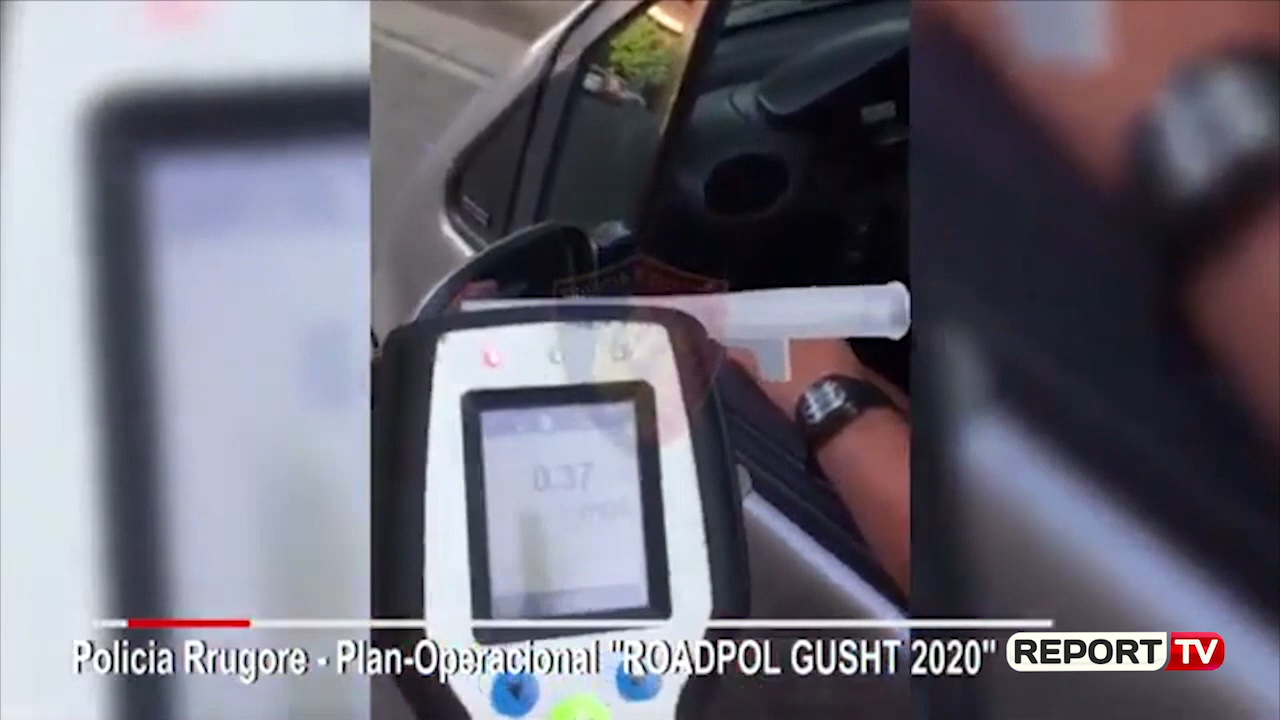 0.37
Policia Rrugore - Plan-Operacional "ROADPOL GUSHT 2020"
REPORT TV